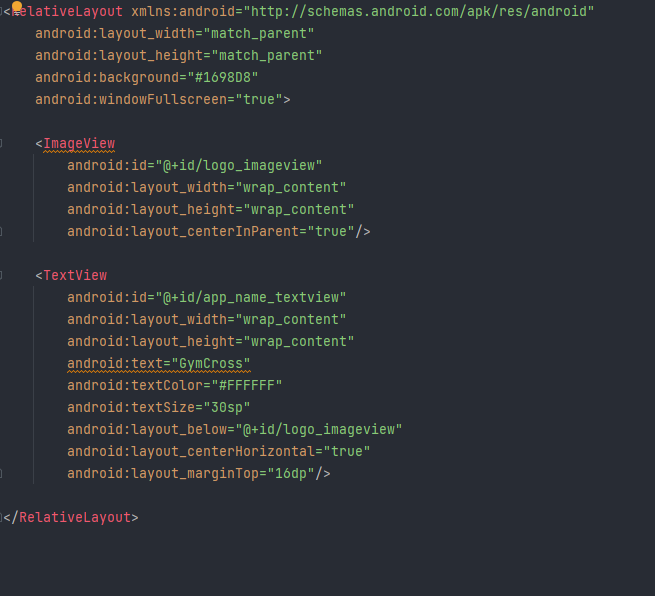 <RelativeLayout xmlns:android="http://schemas.android.com/apk/res/android"
    android:layout_width="match_parent"
    android:layout_height="match_parent"
    android:background="#1698D8"
    android:windowFullscreen="true">

    <ImageView
        android:id="@+id/logo_imageview"
        android:layout_width="wrap_content"
        android:layout_height="wrap_content"
        android:layout_centerInParent="true"/>

    <TextView
        android:id="@+id/app_name_textview"
        android:layout_width="wrap_content"
        android:layout_height="wrap_content"
        android:text="GymCross"
        android:textColor="#FFFFFF"
        android:textSize="30sp"
        android:layout_below="@+id/logo_imageview"
        android:layout_centerHorizontal="true"
        android:layout_marginTop="16dp"/>

</RelativeLayout>